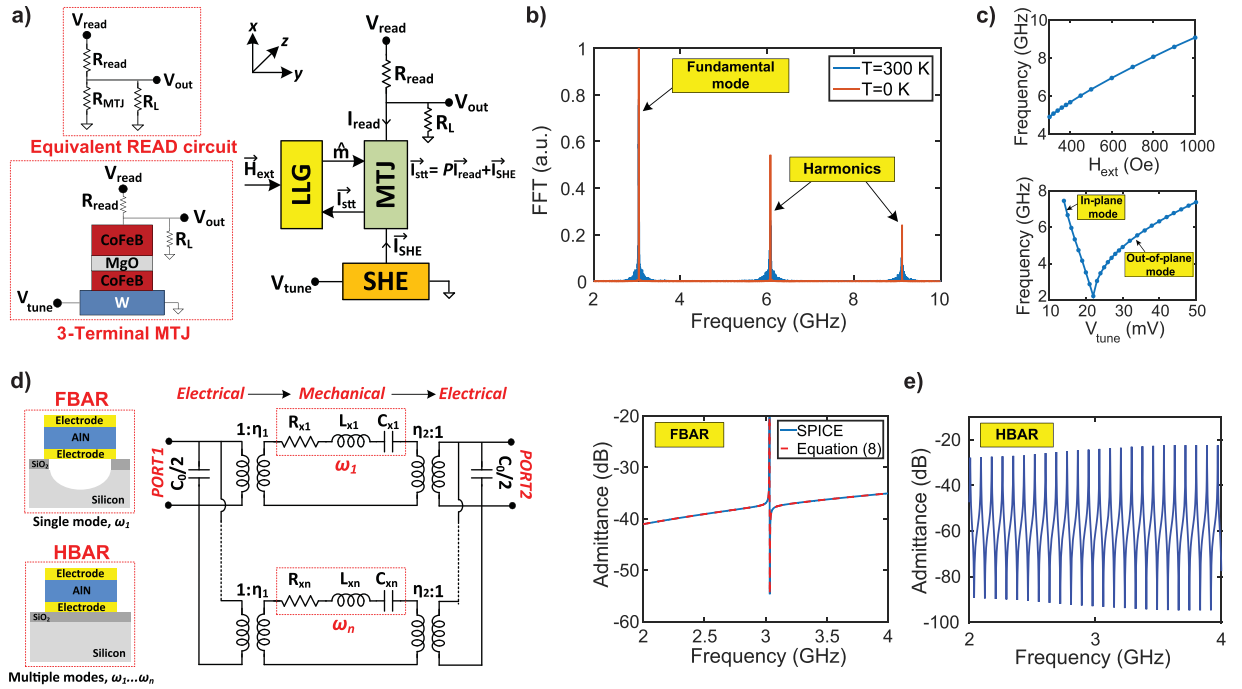 a)
V_read
R_read
V_out
R_MTJ
R_L
Equivalent READ circuit
V_read
R_read
V_out
R_L
CoFeB
MgO
CoFeB
V_tune
W
3-Terminal MTJ
x
z
y
V_read
R_read
V_out
I_read
R_L
H_ext
LLG
m̂
I_stt
MTJ
I_stt = PI_read+I_SHE
I_SHE
V_tune
SHE
b)
FFT (a.u.)
1
0.8
0.6
0.4
0.2
0
2
4
6
8
10
Frequency (GHz)
Fundamental mode
Harmonics
T=300 K
T=0 K
c)
Frequency (GHz)
10
8
6
4
400
600
800
1000
H_ext (Oe)
Frequency (GHz)
8
6
4
2
10
20
30
40
50
V_tune (mV)
In-plane mode
Out-of-plane mode
d)
FBAR
Electrode
AlN
Electrode
SiO₂
Silicon
Single mode, ω₁
HBAR
Electrode
AlN
Electrode
SiO₂
Silicon
Multiple modes, ω₁...ωₙ
Electrical
Mechanical
Electrical
PORT1
C₀/2
1:η₁
R_x1
L_x1
C_x1
η₂:1
ω₁
C₀/2
PORT2
1:η₁
R_xn
L_xn
C_xn
η₂:1
ωₙ
Admittance (dB)
-20
-30
-40
-50
-60
2
2.5
3
3.5
4
Frequency (GHz)
FBAR
SPICE
Equation (8)
e)
Admittance (dB)
-20
-40
-60
-80
-100
2
3
4
Frequency (GHz)
HBAR